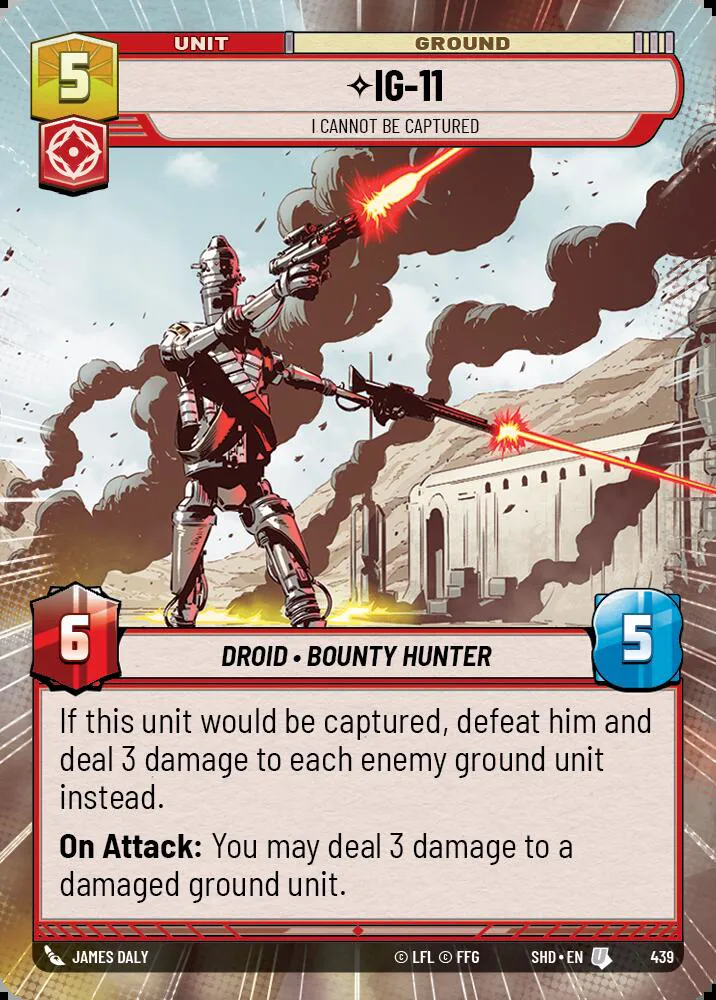 UNIT
GROUND
5
✧IG-11
I CANNOT BE CAPTURED
6
DROID • BOUNTY HUNTER
5
If this unit would be captured, defeat him and
deal 3 damage to each enemy ground unit
instead.
On Attack: You may deal 3 damage to a
damaged ground unit.
JAMES DALY
© LFL © FFG
SHD • EN
U
439